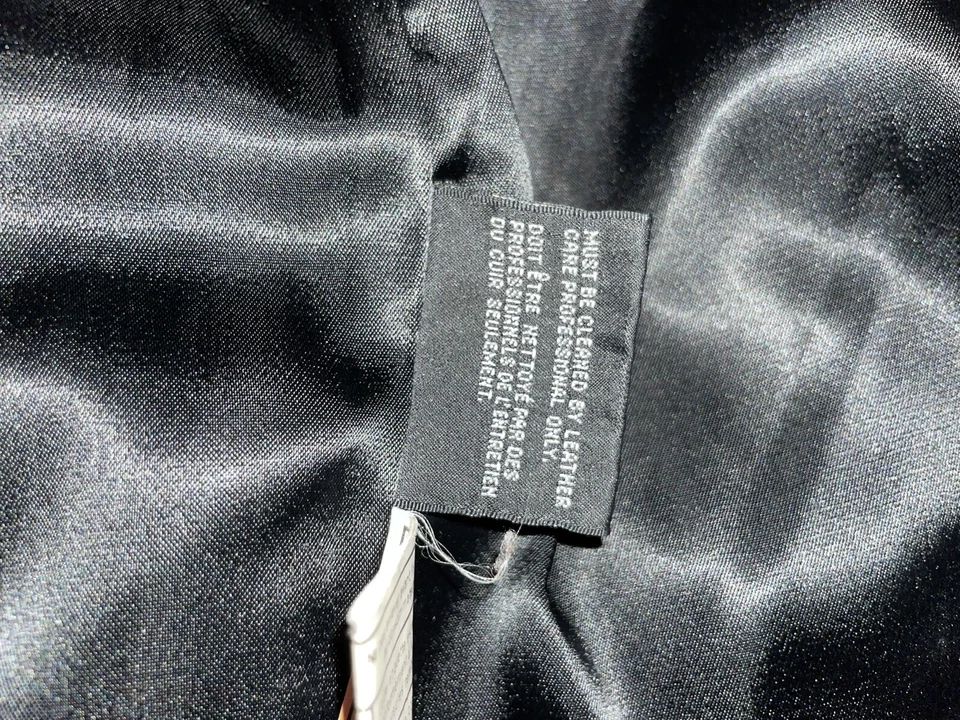 MUST BE CLEANED BY LEATHER
CARE PROFESSIONAL ONLY.
DOIT ÊTRE NETTOYÉ PAR DES
PROFESSIONNELS DE L'ENTRETIEN
DU CUIR SEULEMENT.